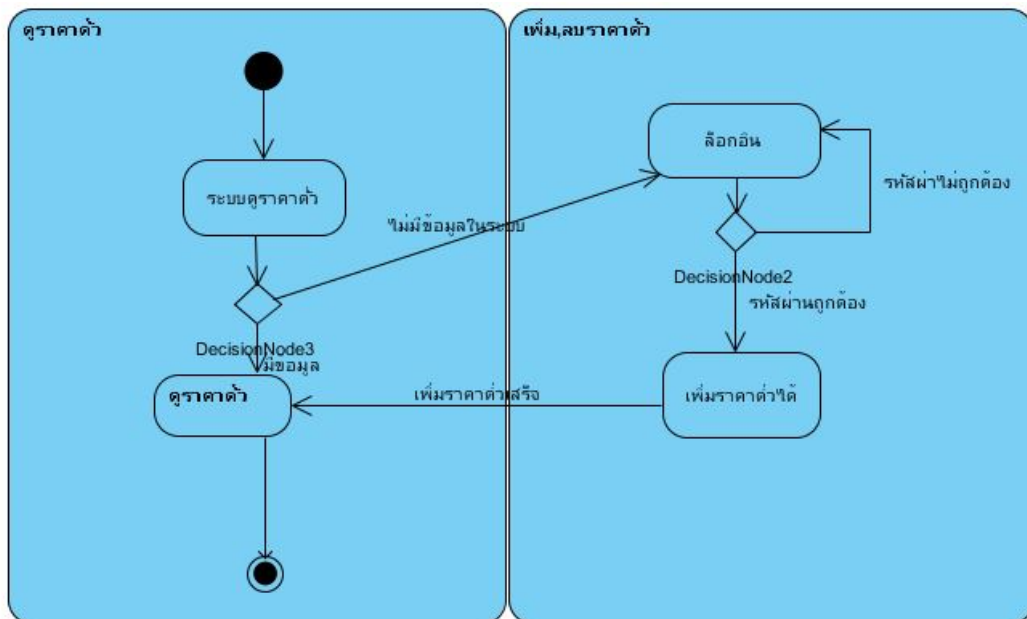 ดูราคาตั๋ว
เพิ่ม,ลบราคาตั๋ว
ล็อกอิน
รหัสผ่าไม่ถูกต้อง
ระบบดูราคาตั๋ว
ไม่มีข้อมูลในระบบ
DecisionNode2
รหัสผ่านถูกต้อง
DecisionNode3
มีขอมูล
ดูราคาตั๋ว
เพิ่มราคาตั่วเสร็จ
เพิ่มราคาตั่วได้